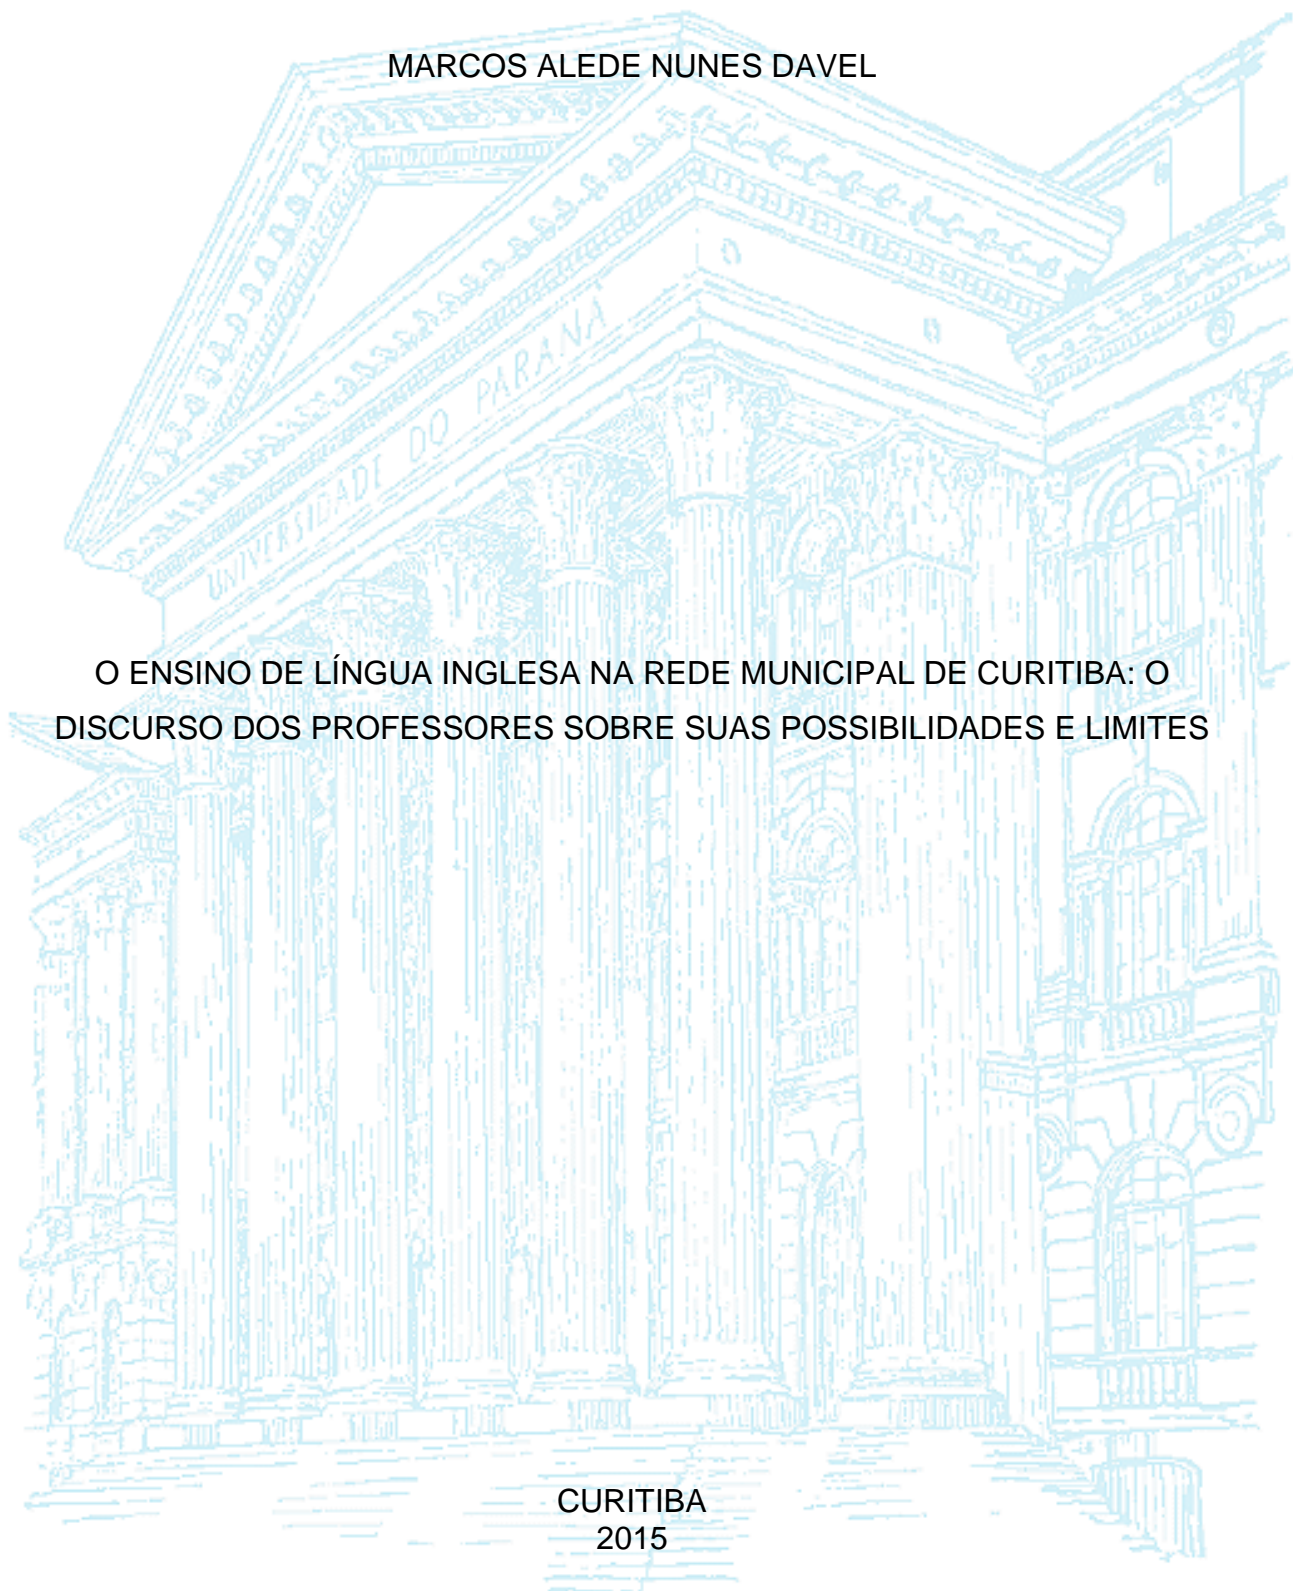 MARCOS ALEDE NUNES DAVEL
UNIVERSIDADE DO PARANÁ
O ENSINO DE LÍNGUA INGLESA NA REDE MUNICIPAL DE CURITIBA: O
DISCURSO DOS PROFESSORES SOBRE SUAS POSSIBILIDADES E LIMITES
CURITIBA
2015